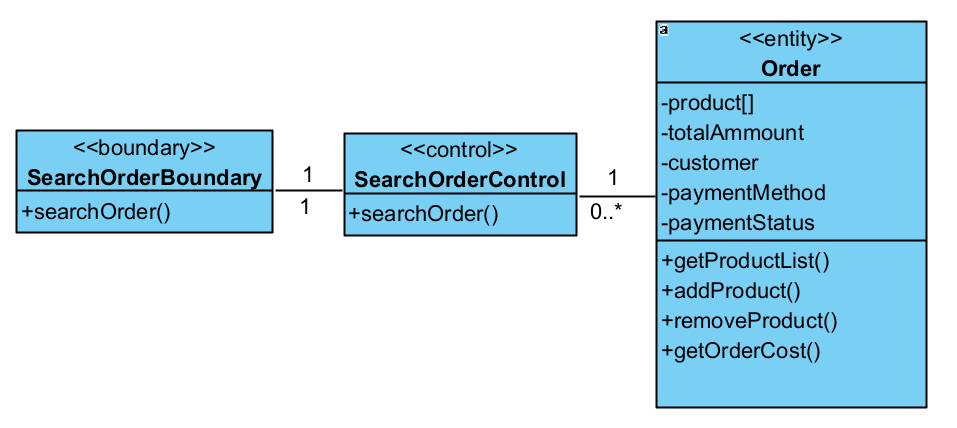 <<boundary>>
SearchOrderBoundary
+searchOrder()
1
1
<<control>>
SearchOrderControl
+searchOrder()
1
0..*
a
<<entity>>
Order
-product[]
-totalAmmount
-customer
-paymentMethod
-paymentStatus
+getProductList()
+addProduct()
+removeProduct()
+getOrderCost()